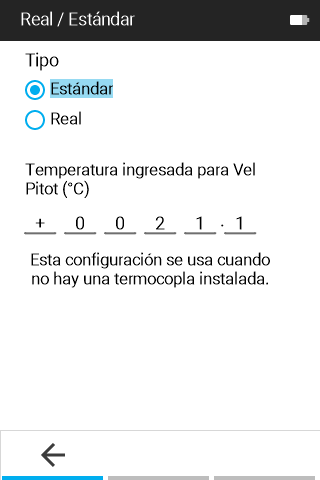 Real / Estándar
Tipo
Estándar
Real
Temperatura ingresada para Vel
Pitot (°C)
+ 0 0 2 1 . 1
Esta configuración se usa cuando
no hay una termocopla instalada.